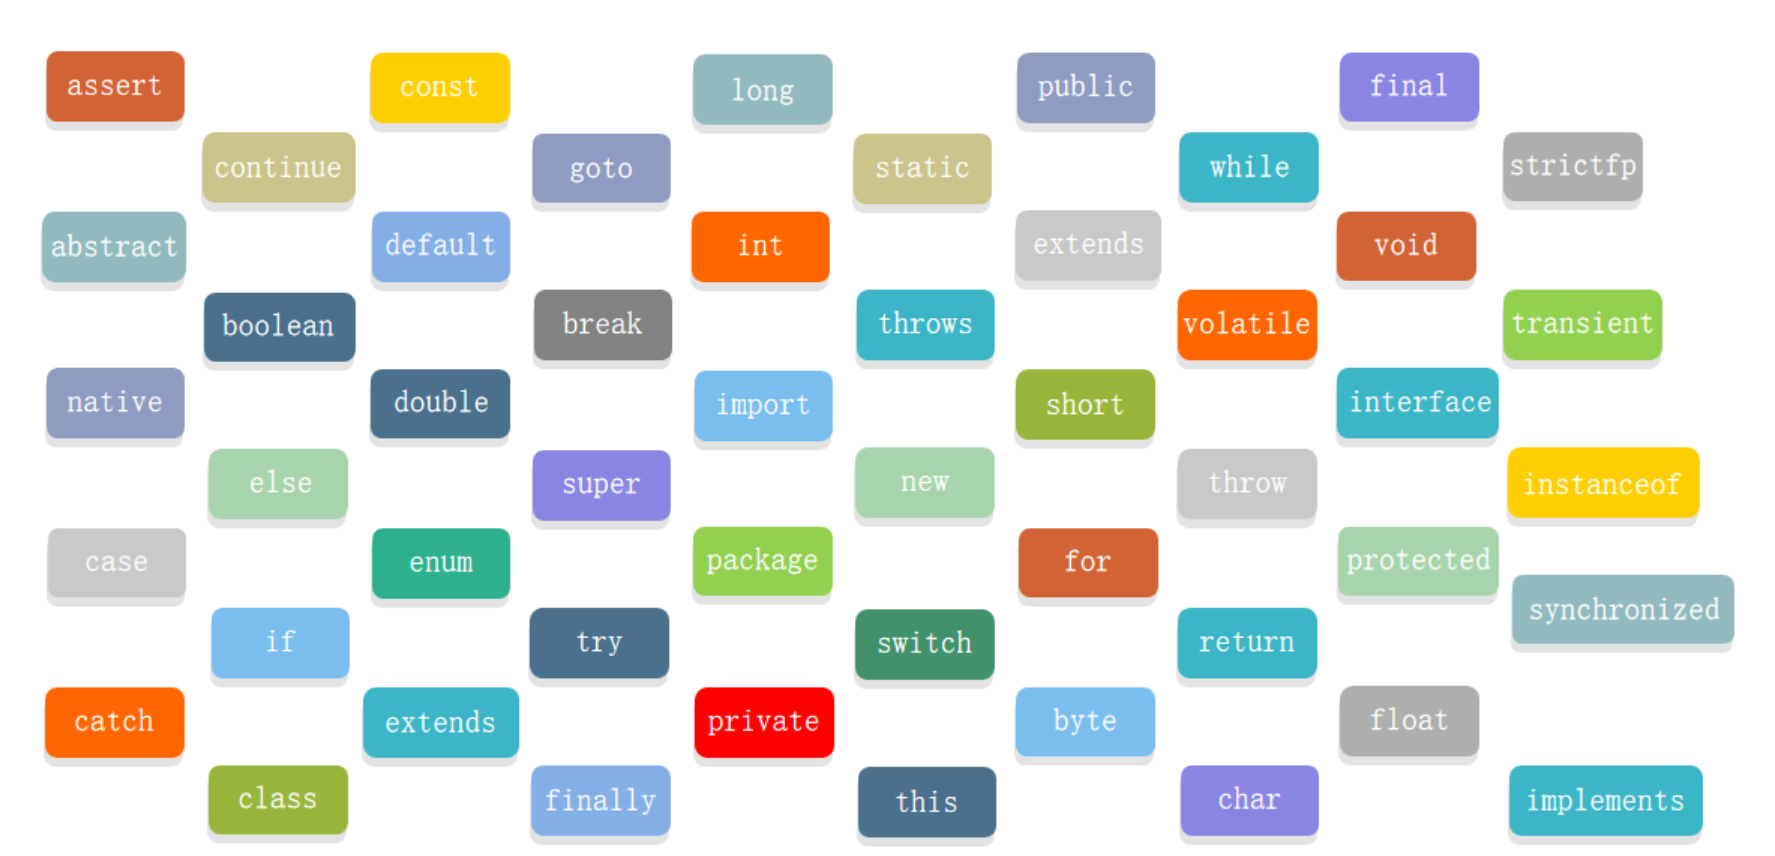 assert
const
long
public
final
continue
goto
static
while
strictfp
abstract
default
int
extends
void
boolean
break
throws
volatile
transient
native
double
import
short
interface
else
super
new
throw
instanceof
case
enum
package
for
protected
synchronized
if
try
switch
return
catch
extends
private
byte
float
class
finally
this
char
implements